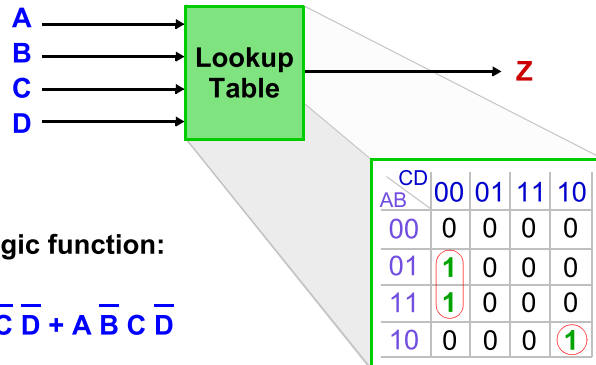 A
B
C
D
Lookup
Table
Z
CD
AB
00 01 11 10
00 0 0 0 0
01 1 0 0 0
11 1 0 0 0
10 0 0 0 1
function:
C̅ D̅ + A B̅ C D̅